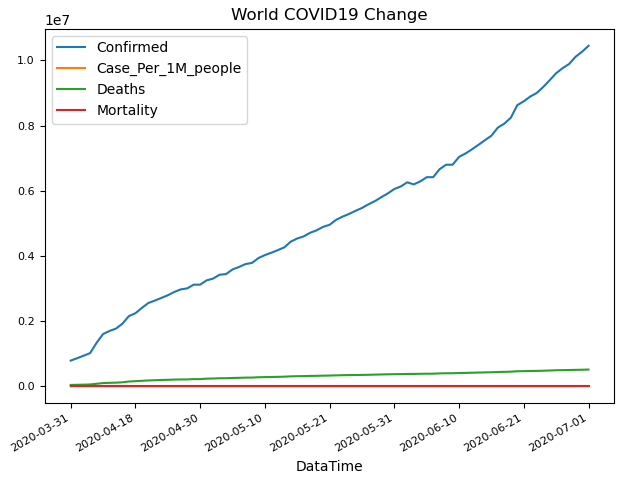 World COVID19 Change
1e7
Confirmed
Case_Per_1M_people
Deaths
Mortality
1.0
0.8
0.6
0.4
0.2
0.0
2020-03-31
2020-04-18
2020-04-30
2020-05-10
2020-05-21
2020-05-31
2020-06-10
2020-06-21
2020-07-01
DataTime